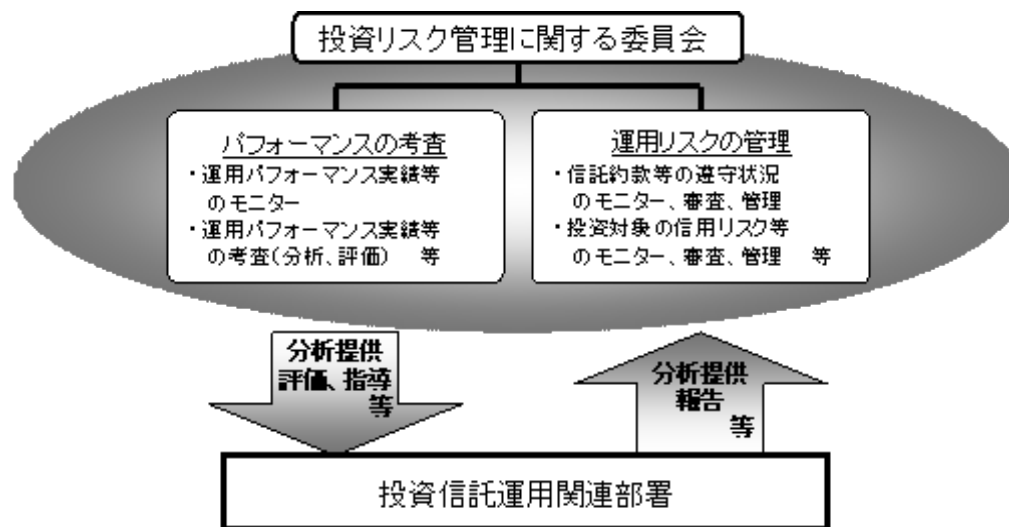 投資リスク管理に関する委員会
パフォーマンスの考査
・運用パフォーマンス実績等
のモニター
・運用パフォーマンス実績等
の考査(分析、評価) 等
運用リスクの管理
・信託約款等の遵守状況
のモニター、審査、管理
・投資対象の信用リスク等
のモニター、審査、管理 等
分析提供
評価、指導
等
分析提供
報告
等
投資信託運用関連部署